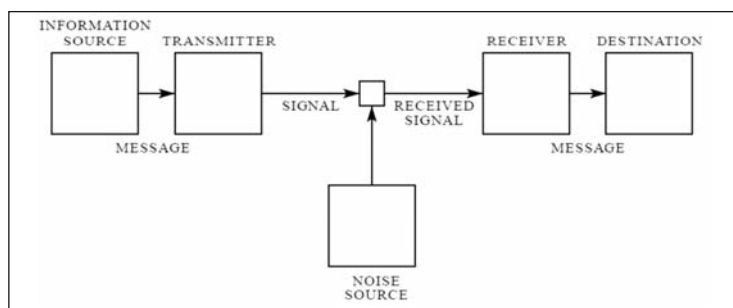 INFORMATION
SOURCE
TRANSMITTER
RECEIVER
DESTINATION
SIGNAL
RECEIVED
SIGNAL
MESSAGE
MESSAGE
NOISE
SOURCE